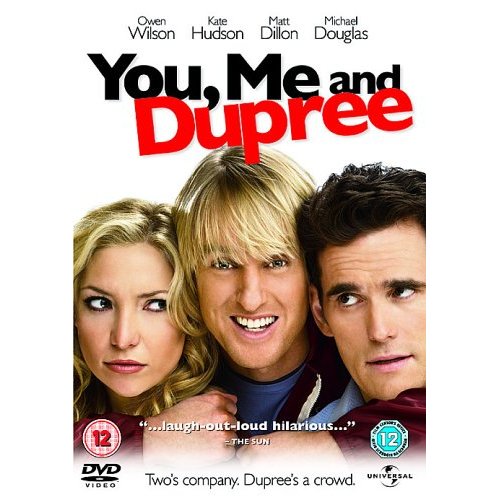 Owen Kate Matt Michael
Wilson Hudson Dillon Douglas
You, Me and
Dupree
"...laugh-out-loud hilarious..."
– THE SUN
12
12
DVD
VIDEO
Two's company. Dupree's a crowd.
UNIVERSAL